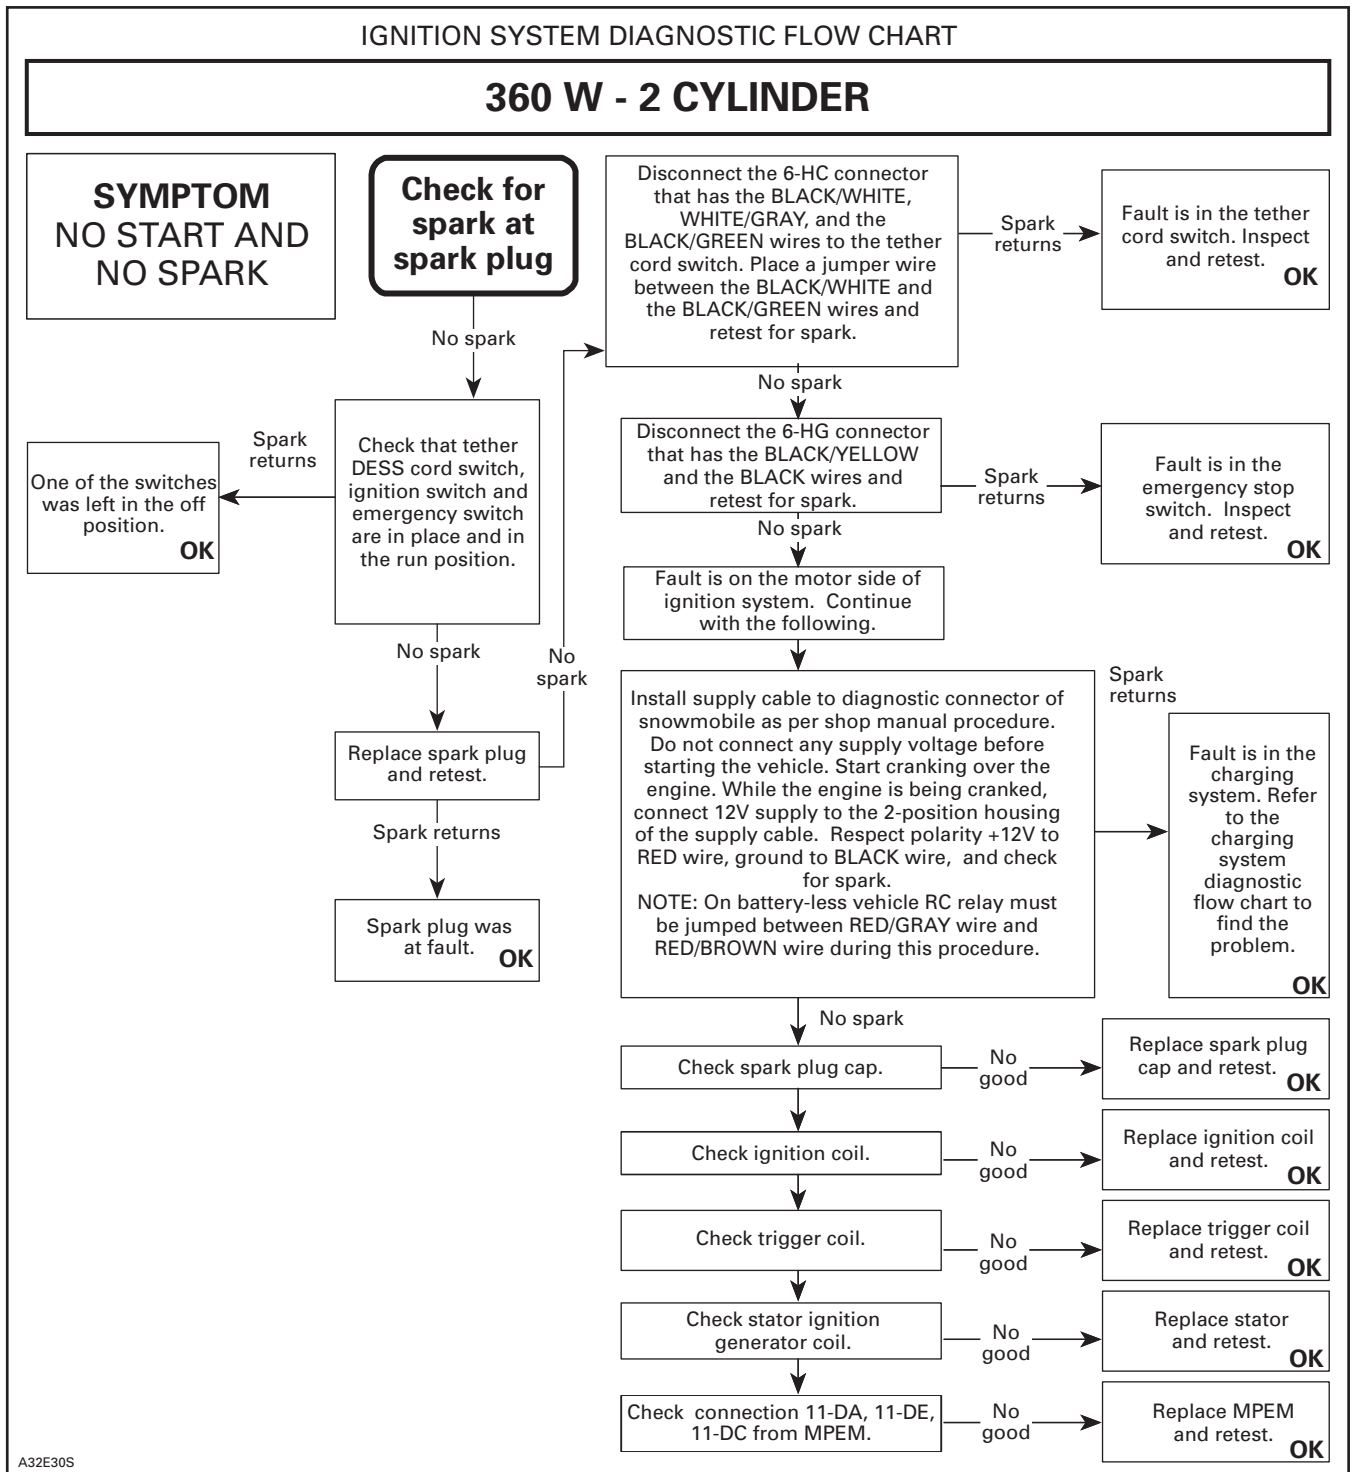 IGNITION SYSTEM DIAGNOSTIC FLOW CHART
360 W - 2 CYLINDER
SYMPTOM
NO START AND
NO SPARK
Check for
spark at
spark plug
No spark
Check that tether
DESS cord switch,
ignition switch and
emergency switch
are in place and in
the run position.
Spark
returns
One of the switches
was left in the off
position.
OK
No spark
Replace spark plug
and retest.
Spark returns
Spark plug was
at fault.
OK
No
spark
Disconnect the 6-HC connector
that has the BLACK/WHITE,
WHITE/GRAY, and the
BLACK/GREEN wires to the tether
cord switch. Place a jumper wire
between the BLACK/WHITE and
the BLACK/GREEN wires and
retest for spark.
Spark
returns
Fault is in the tether
cord switch. Inspect
and retest.
OK
No spark
Disconnect the 6-HG connector
that has the BLACK/YELLOW
and the BLACK wires and
retest for spark.
Spark
returns
Fault is in the
emergency stop
switch. Inspect
and retest.
OK
No spark
Fault is on the motor side of
ignition system. Continue
with the following.
Install supply cable to diagnostic connector of
snowmobile as per shop manual procedure.
Do not connect any supply voltage before
starting the vehicle. Start cranking over the
engine. While the engine is being cranked,
connect 12V supply to the 2-position housing
of the supply cable. Respect polarity +12V to
RED wire, ground to BLACK wire, and check
for spark.
NOTE: On battery-less vehicle RC relay must
be jumped between RED/GRAY wire and
RED/BROWN wire during this procedure.
Spark
returns
Fault is in the
charging
system. Refer
to the
charging
system
diagnostic
flow chart to
find the
problem.
OK
No spark
Check spark plug cap.
No
good
Replace spark plug
cap and retest.
OK
Check ignition coil.
No
good
Replace ignition coil
and retest.
OK
Check trigger coil.
No
good
Replace trigger coil
and retest.
OK
Check stator ignition
generator coil.
No
good
Replace stator
and retest.
OK
Check connection 11-DA, 11-DE,
11-DC from MPEM.
No
good
Replace MPEM
and retest.
OK
A32E30S